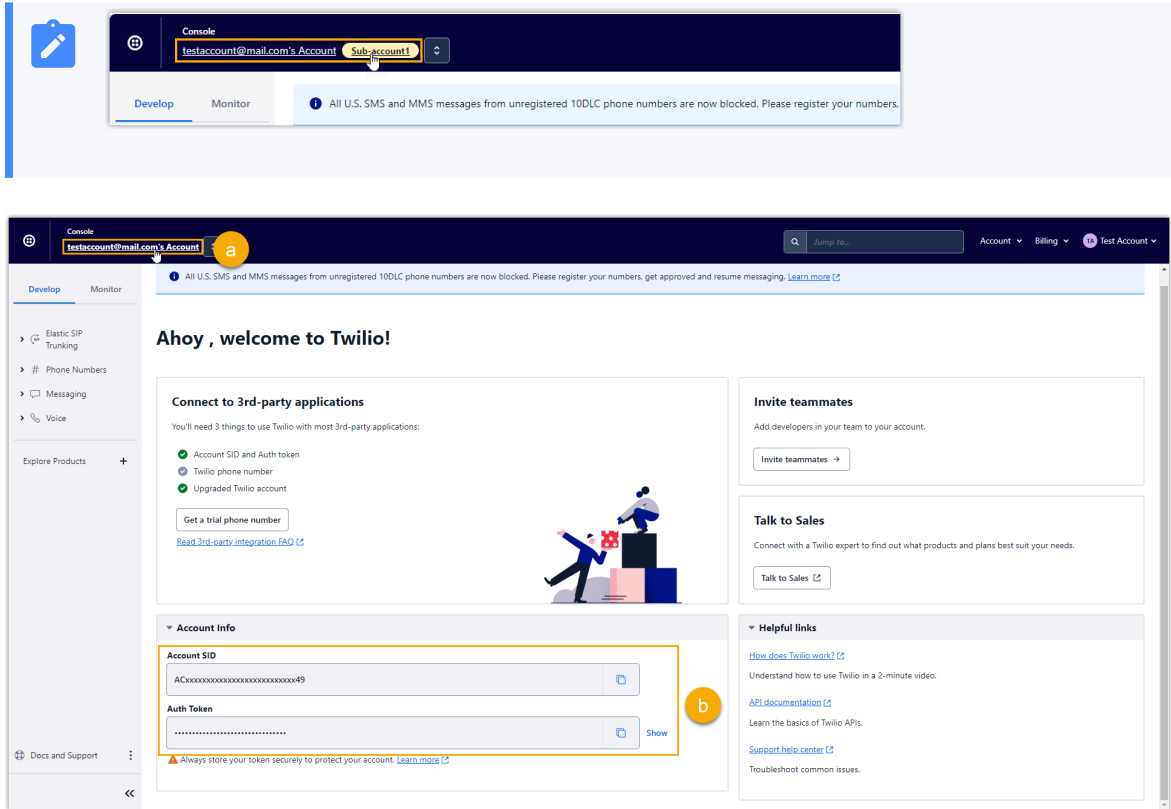 Console
testaccount@mail.com's Account Sub-account1
Develop Monitor
All U.S. SMS and MMS messages from unregistered 10DLC phone numbers are now blocked. Please register your numbers,
Console
testaccount@mail.com's Account
a
Jump to...
Account
Billing
TA Test Account
Develop Monitor
All U.S. SMS and MMS messages from unregistered 10DLC phone numbers are now blocked. Please register your numbers, get approved and resume messaging. Learn more
Elastic SIP
Trunking
# Phone Numbers
Messaging
Voice
Explore Products +
Docs and Support
Ahoy , welcome to Twilio!
Connect to 3rd-party applications
You'll need 3 things to use Twilio with most 3rd-party applications:
Account SID and Auth token
Twilio phone number
Upgraded Twilio account
Get a trial phone number
Read 3rd-party integration FAQ
Invite teammates
Add developers in your team to your account.
Invite teammates →
Talk to Sales
Connect with a Twilio expert to find out what products and plans best suit your needs.
Talk to Sales
Account Info
Account SID
ACxxxxxxxxxxxxxxxxxxxxxxxxxx49
Auth Token
••••••••••••••••••••••••••••••••
Show
b
Always store your token securely to protect your account. Learn more
Helpful links
How does Twilio work?
Understand how to use Twilio in a 2-minute video.
API documentation
Learn the basics of Twilio APIs.
Support help center
Troubleshoot common issues.